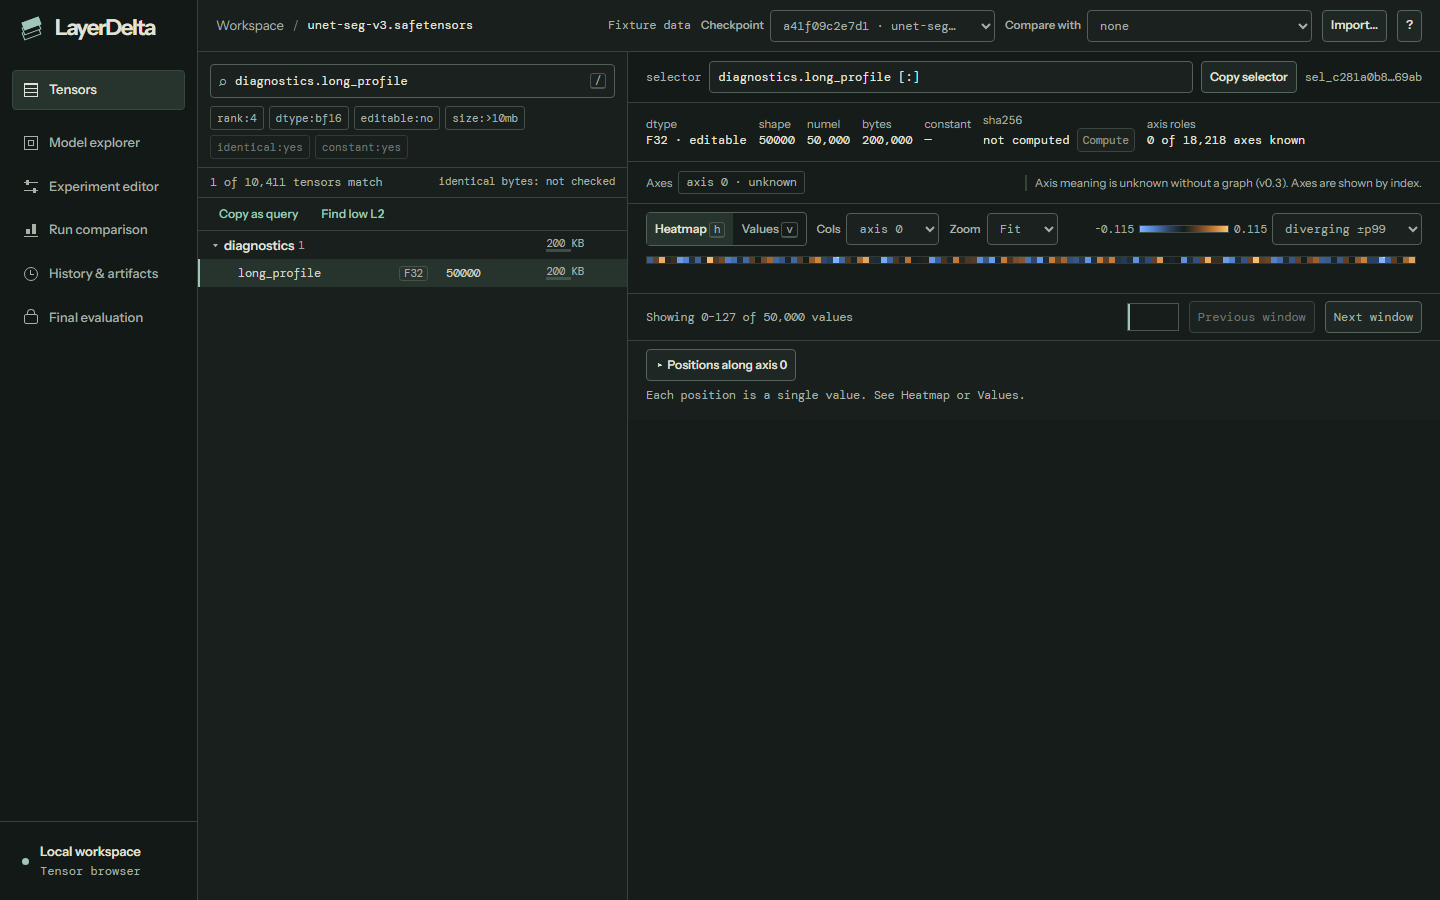 LayerDelta
Workspace / unet-seg-v3.safetensors
Fixture data Checkpoint a41f09c2e7d1 · unet-seg… Compare with none Import… ?
Tensors
Model explorer
Experiment editor
Run comparison
History & artifacts
Final evaluation
Local workspace
Tensor browser
diagnostics.long_profile /
rank:4 dtype:bf16 editable:no size:>10mb
identical:yes constant:yes
1 of 10,411 tensors match identical bytes: not checked
Copy as query Find low L2
diagnostics 1 200 KB
long_profile F32 50000 200 KB
selector diagnostics.long_profile [:] Copy selector sel_c281a0b8…69ab
dtype shape numel bytes constant sha256 axis roles
F32 · editable 50000 50,000 200,000 — not computed Compute 0 of 18,218 axes known
Axes axis 0 · unknown Axis meaning is unknown without a graph (v0.3). Axes are shown by index.
Heatmap h Values v Cols axis 0 Zoom Fit -0.115 0.115 diverging ±p99
Showing 0–127 of 50,000 values Previous window Next window
Positions along axis 0
Each position is a single value. See Heatmap or Values.